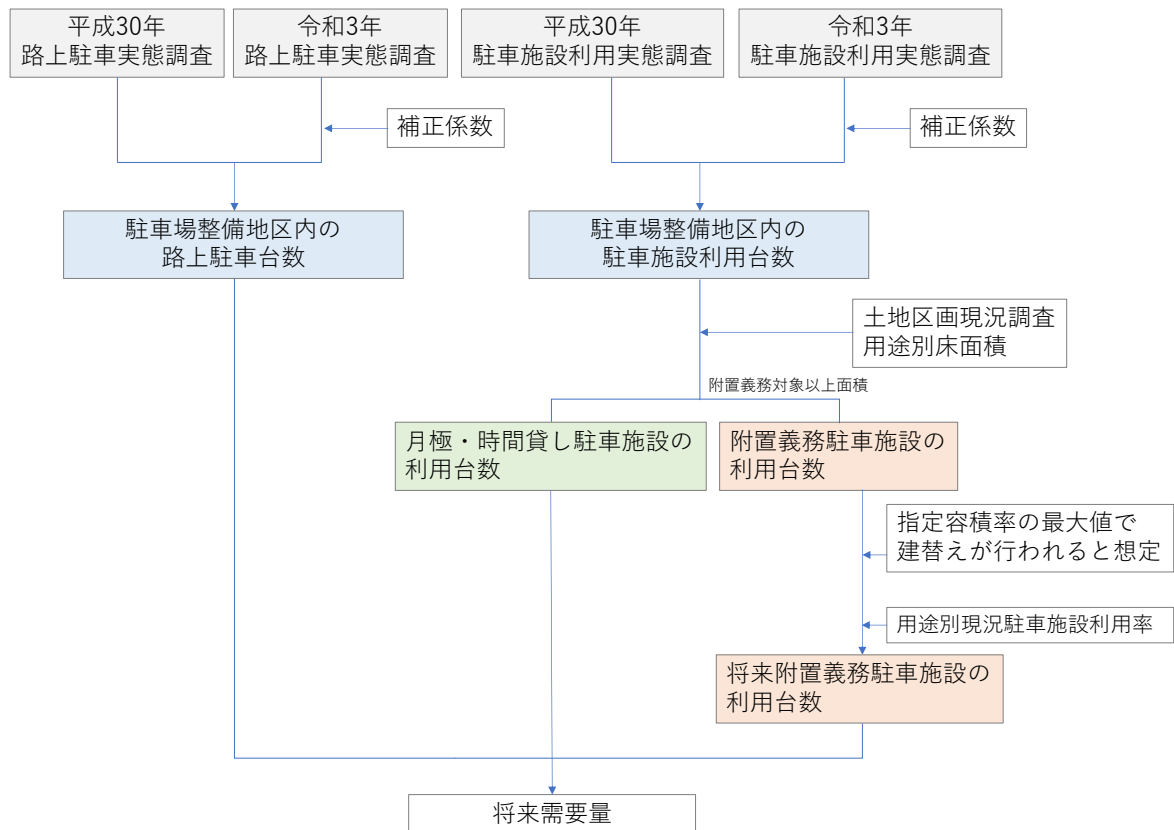 平成30年
路上駐車実態調査
令和3年
路上駐車実態調査
平成30年
駐車施設利用実態調査
令和3年
駐車施設利用実態調査
補正係数
補正係数
駐車場整備地区内の
路上駐車台数
駐車場整備地区内の
駐車施設利用台数
土地区画現況調査
用途別床面積
附置義務対象以上面積
月極・時間貸し駐車施設の
利用台数
附置義務駐車施設の
利用台数
指定容積率の最大値で
建替えが行われると想定
用途別現況駐車施設利用率
将来附置義務駐車施設の
利用台数
将来需要量